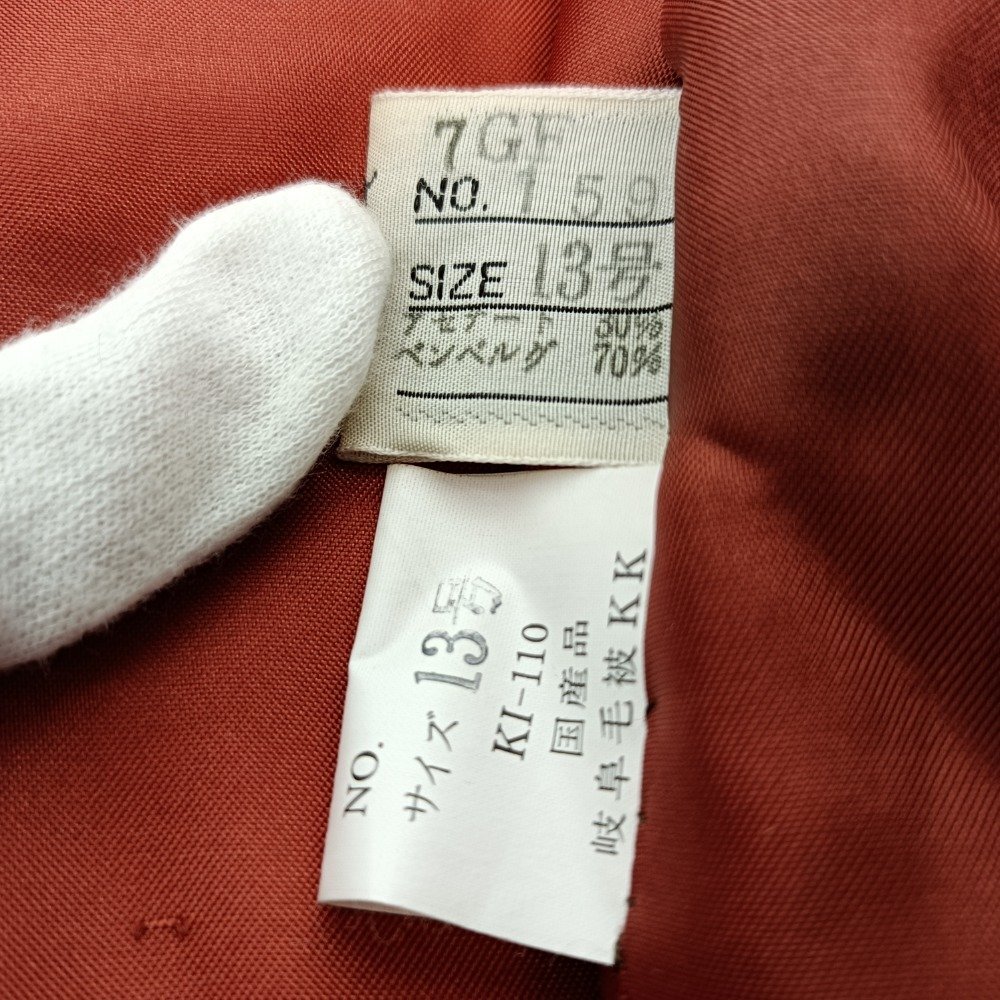 7GF
NO. 159
SIZE 13号
アセテート 30%
ベンベルグ 70%
NO.
サイズ 13号
KI-110
国産品
岐阜毛被KK